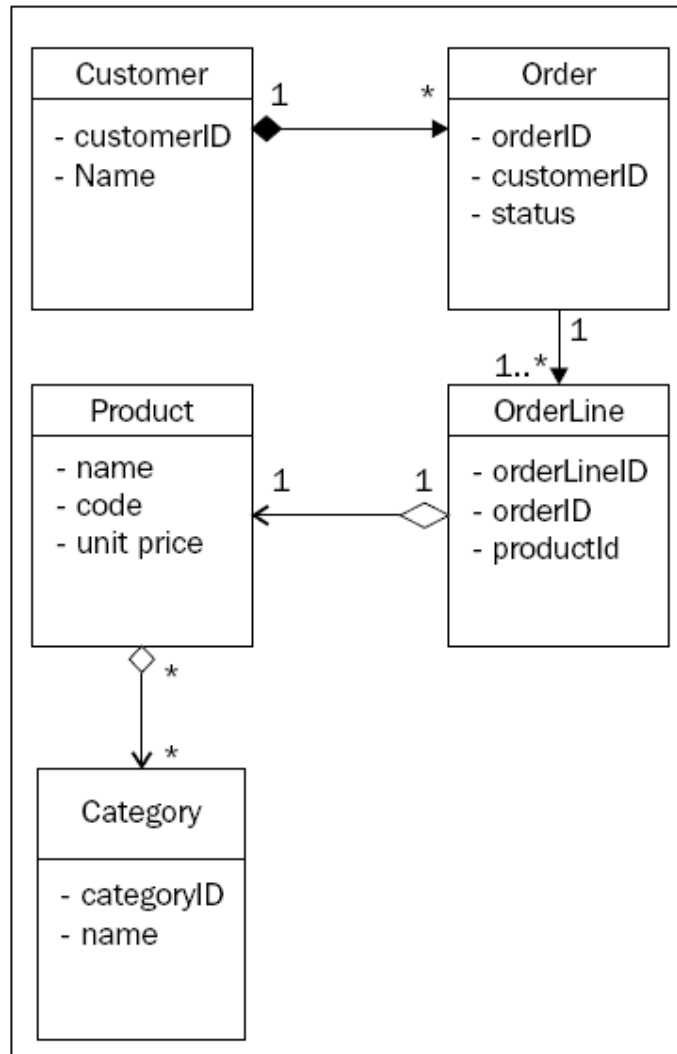 Customer
- customerID
- Name
1
*
Order
- orderID
- customerID
- status
1
1..*
Product
- name
- code
- unit price
1
1
OrderLine
- orderLineID
- orderID
- productId
*
*
Category
- categoryID
- name